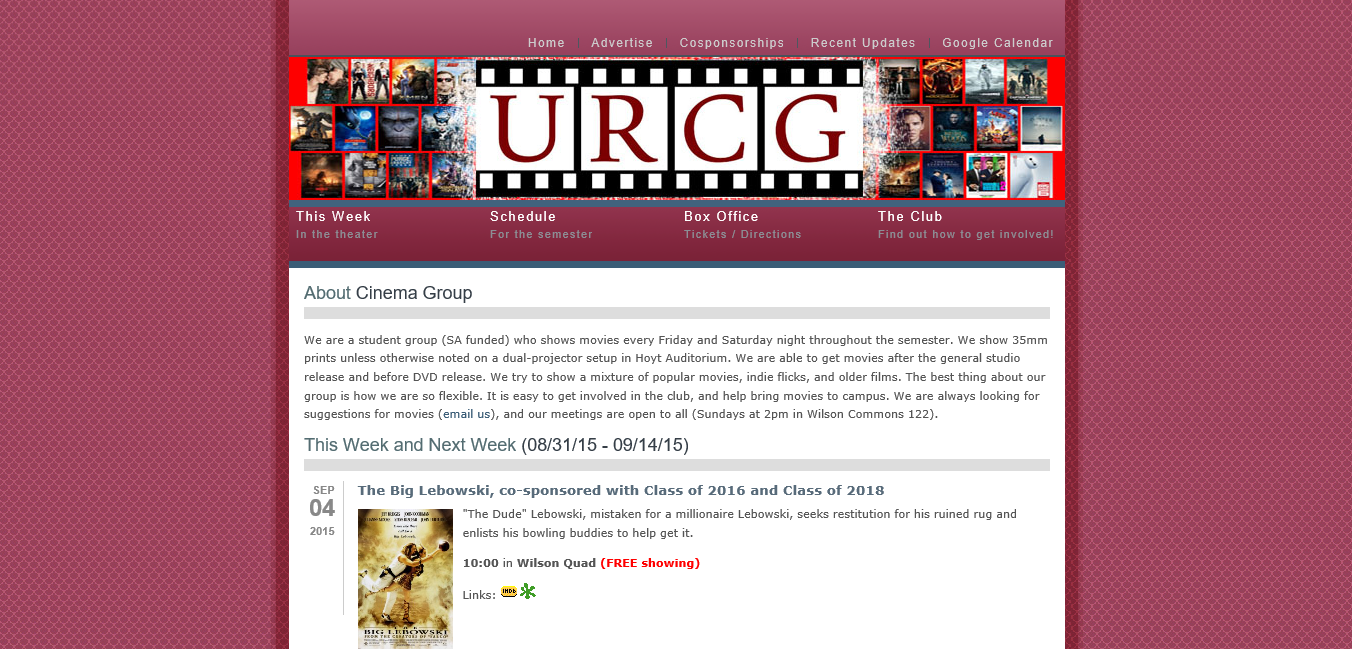 Home Advertise Cosponsorships Recent Updates Google Calendar
URCG
This Week Schedule Box Office The Club
In the theater For the semester Tickets / Directions Find out how to get involved!
About Cinema Group
We are a student group (SA funded) who shows movies every Friday and Saturday night throughout the semester. We show 35mm
prints unless otherwise noted on a dual-projector setup in Hoyt Auditorium. We are able to get movies after the general studio
release and before DVD release. We try to show a mixture of popular movies, indie flicks, and older films. The best thing about our
group is how we are so flexible. It is easy to get involved in the club, and help bring movies to campus. We are always looking for
suggestions for movies (email us), and our meetings are open to all (Sundays at 2pm in Wilson Commons 122).
This Week and Next Week (08/31/15 - 09/14/15)
SEP
04
2015
The Big Lebowski, co-sponsored with Class of 2016 and Class of 2018
"The Dude" Lebowski, mistaken for a millionaire Lebowski, seeks restitution for his ruined rug and
enlists his bowling buddies to help get it.
10:00 in Wilson Quad (FREE showing)
Links: IMDb
BIG LEBOWSKI